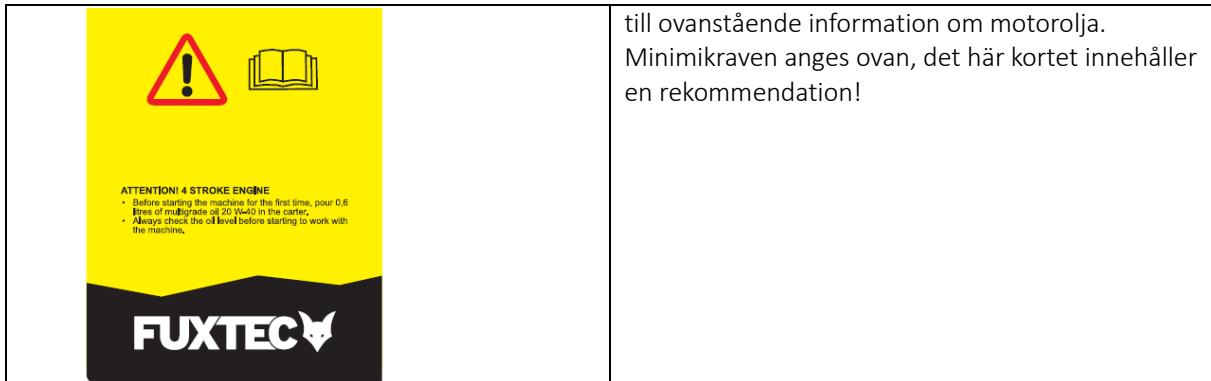 ATTENTION! 4 STROKE ENGINE
• Before starting the machine for the first time, pour 0,6
litres of multigrade oil 20 W-40 in the carter.
• Always check the oil level before starting to work with
the machine.
FUXTEC
till ovanstående information om motorolja.
Minimikraven anges ovan, det här kortet innehåller
en rekommendation!